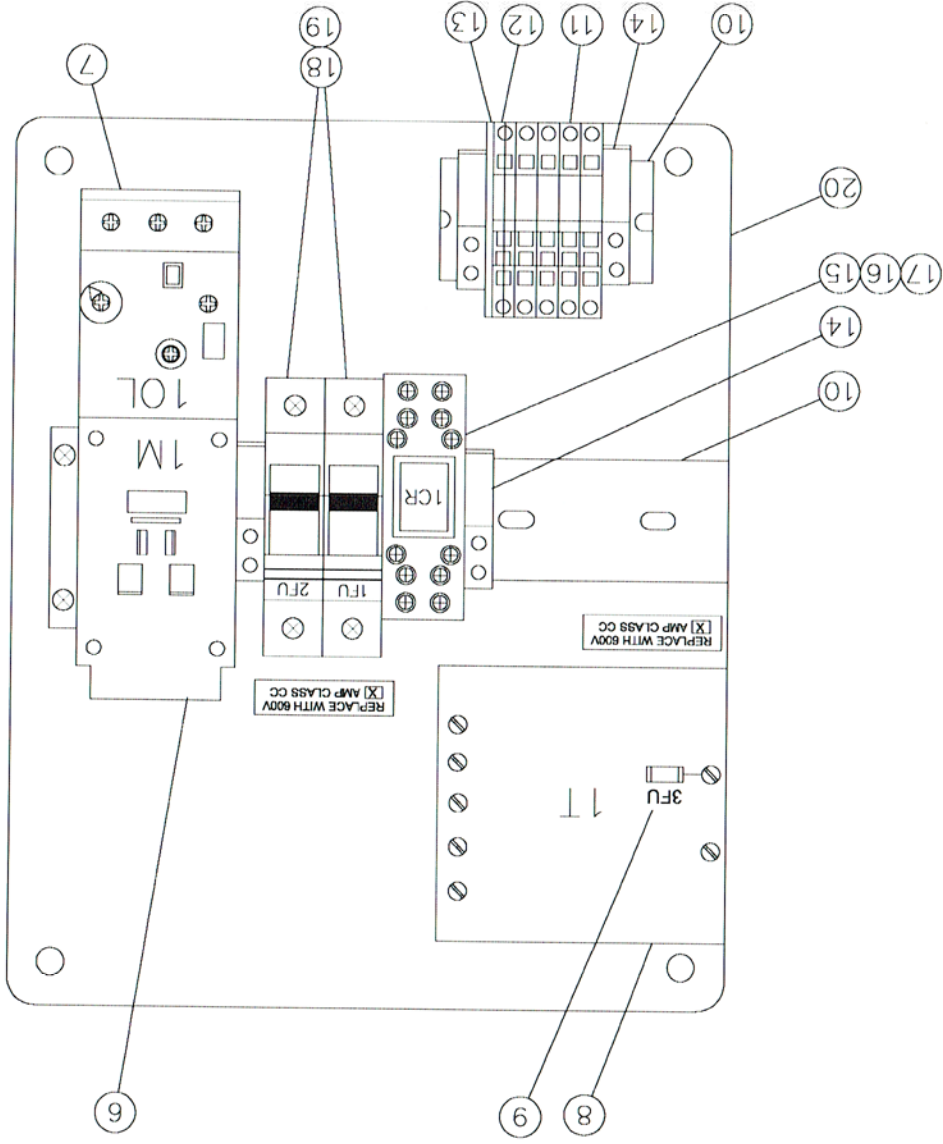 8
9
6
3FU
1T
REPLACE WITH 600V
X AMP CLASS CC
REPLACE WITH 600V
X AMP CLASS CC
1FU
2FU
1CR
1M
1OL
10
14
17 16 15
20
10
14
11
12
13
18
19
7